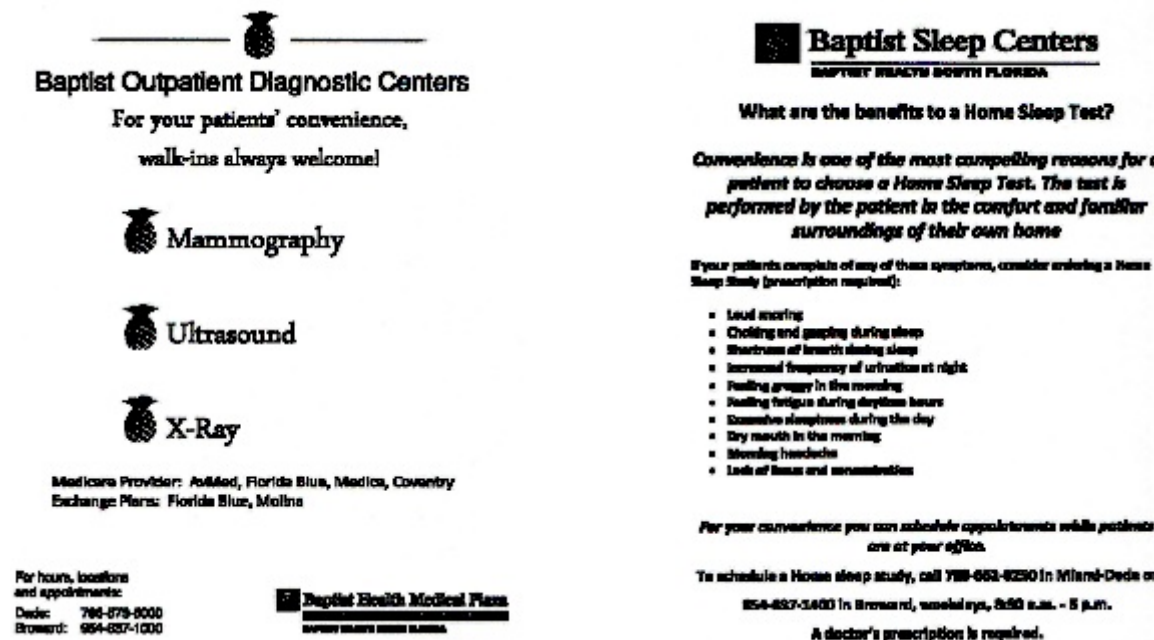 Baptist Outpatient Diagnostic Centers
For your patients' convenience,
walk-ins always welcome!
Mammography
Ultrasound
X-Ray
Medicare Provider: AvMed, Florida Blue, Medica, Coventry
Exchange Plans: Florida Blue, Molina
For hours, locations
and appointments:
Dade:
Broward:
Baptist Health Medical Plaza
BAPTIST HEALTH SOUTH FLORIDA
Baptist Sleep Centers
BAPTIST HEALTH SOUTH FLORIDA
What are the benefits to a Home Sleep Test?
Convenience is one of the most compelling reasons for a
patient to choose a Home Sleep Test. The test is
performed by the patient in the comfort and familiar
surroundings of their own home
If your patients complain of any of these symptoms, consider ordering a Home
Sleep Study (prescription required):
Loud snoring
Choking and gasping during sleep
Shortness of breath during sleep
Increased frequency of urination at night
Feeling groggy in the morning
Feeling fatigue during daytime hours
Excessive sleepiness during the day
Dry mouth in the morning
Morning headache
Lack of focus and concentration
For your convenience you can schedule appointments while patients
are at your office.
To schedule a Home sleep study, call in Miami-Dade or
in Broward, weekdays, a.m. - 5 p.m.
A doctor's prescription is required.